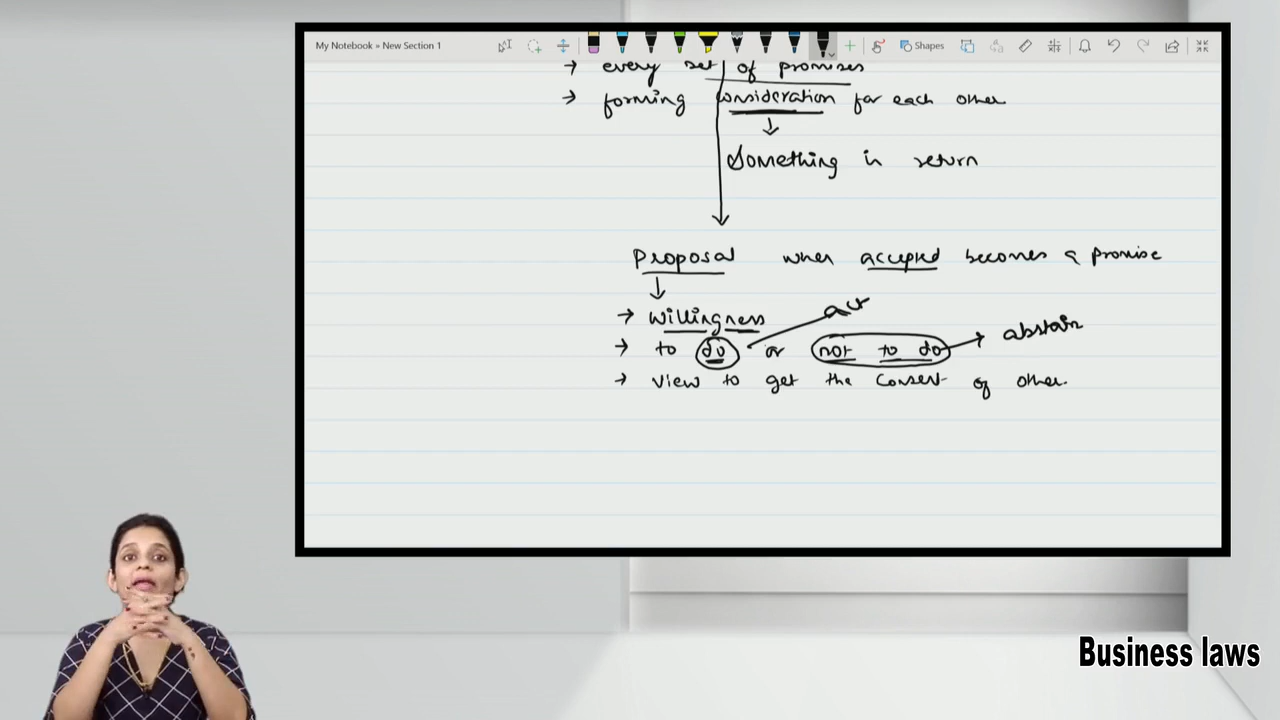 My Notebook » New Section 1
Shapes
→ every set of promises
→ forming consideration for each other
Something in return
Proposal when accepted becomes a promise
→ Willingness
act
→ to do or not to do → abstain
→ View to get the consent of other
Business laws